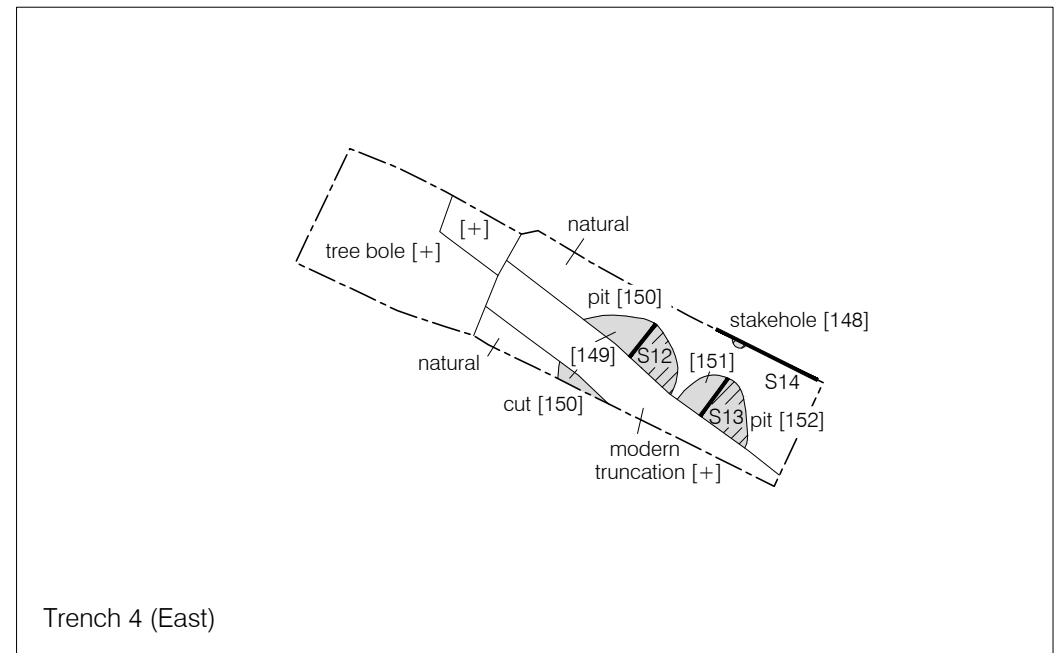 natural
[+]
tree bole [+]
pit [150]
stakehole [148]
[149]
S12
[151]
natural
S14
cut [150]
S13
pit [152]
modern
truncation [+]
Trench 4 (East)